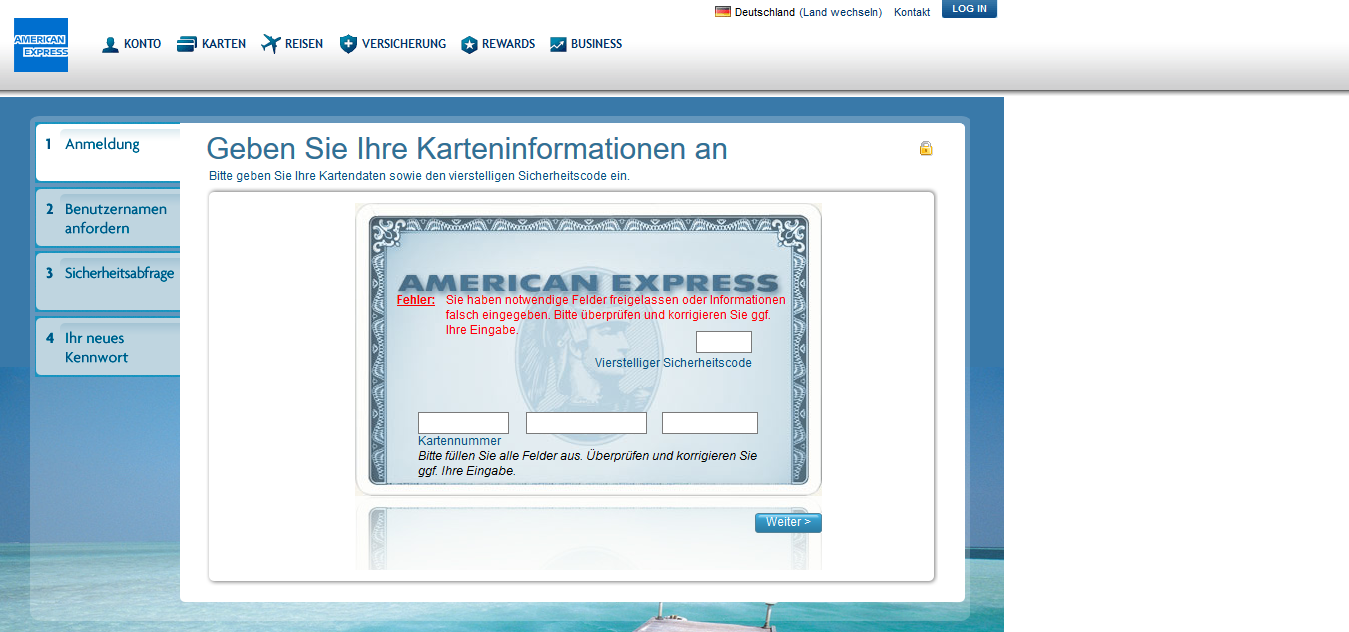 Deutschland (Land wechseln) Kontakt LOG IN
AMERICAN
EXPRESS
KONTO KARTEN REISEN VERSICHERUNG REWARDS BUSINESS
1 Anmeldung
2 Benutzernamen
anfordern
3 Sicherheitsabfrage
4 Ihr neues
Kennwort
Geben Sie Ihre Karteninformationen an
Bitte geben Sie Ihre Kartendaten sowie den vierstelligen Sicherheitscode ein.
AMERICAN EXPRESS
Fehler: Sie haben notwendige Felder freigelassen oder Informationen
falsch eingegeben. Bitte überprüfen und korrigieren Sie ggf.
Ihre Eingabe.
Vierstelliger Sicherheitscode
Kartennummer
Bitte füllen Sie alle Felder aus. Überprüfen und korrigieren Sie
ggf. Ihre Eingabe.
Weiter >